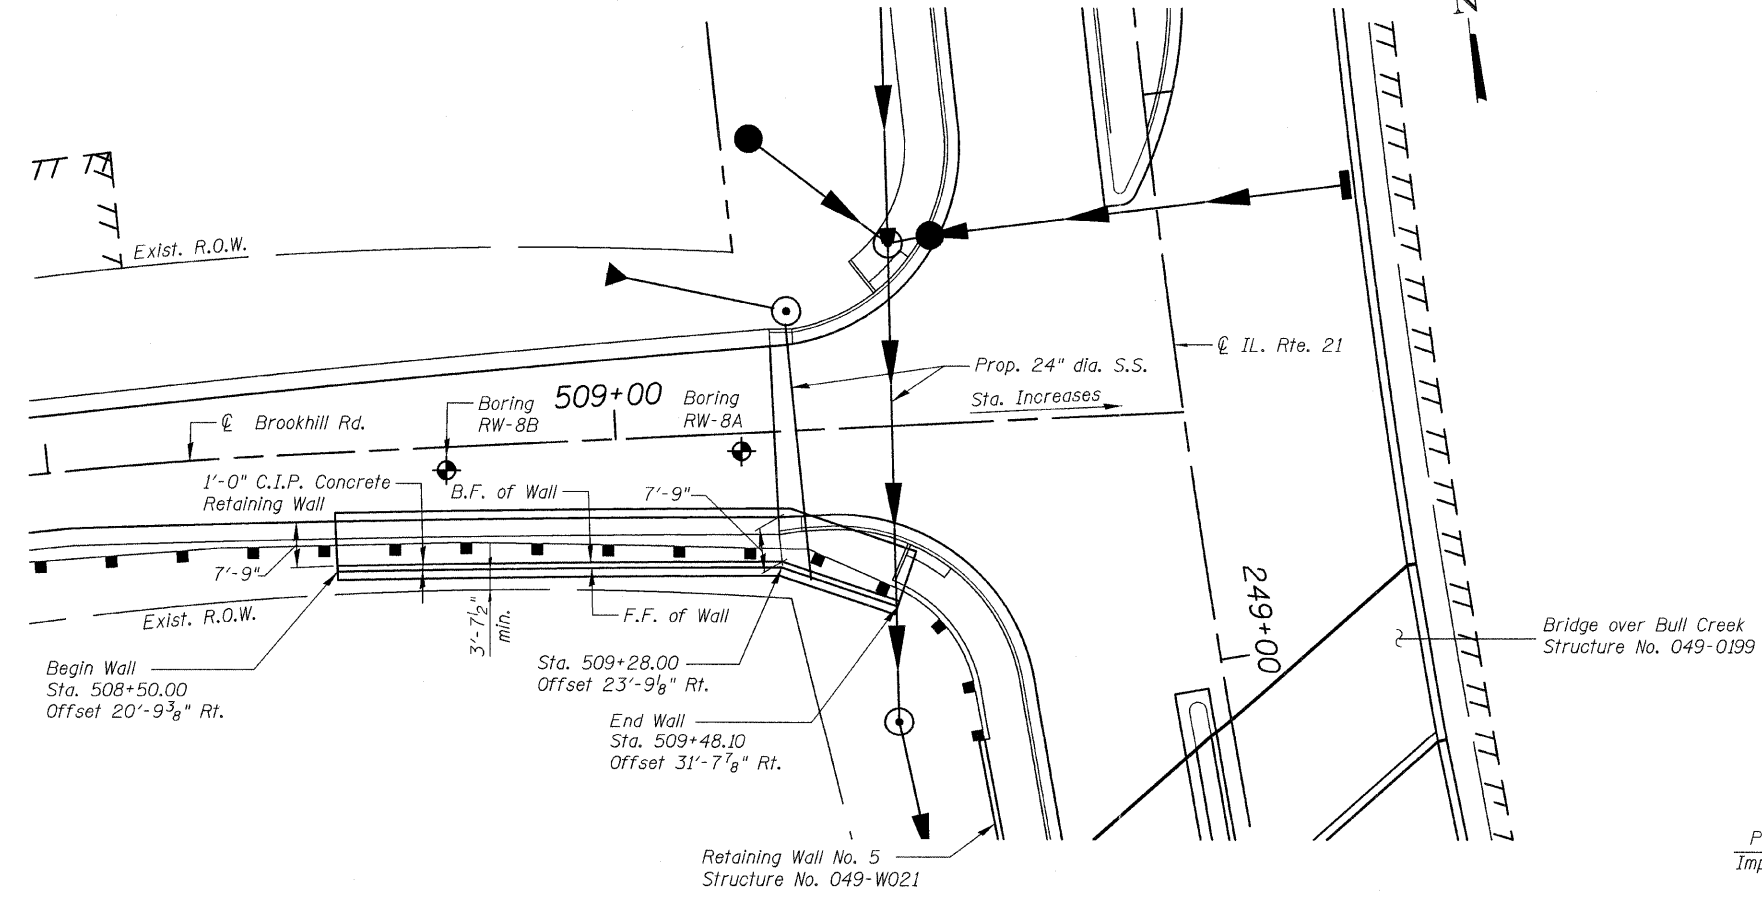 Exist. R.O.W.
℄ IL. Rte. 21
Prop. 24" dia. S.S.
Sta. Increases
Boring
RW-8B
509+00
Boring
RW-8A
℄ Brookhill Rd.
1'-0" C.I.P. Concrete
Retaining Wall
B.F. of Wall
7'-9"
7'-9"
Exist. R.O.W.
3'-7½"
min.
F.F. of Wall
249+00
Bridge over Bull Creek
Structure No. 049-0199
Begin Wall
Sta. 508+50.00
Offset 20'-9⅜" Rt.
Sta. 509+28.00
Offset 23'-9⅛" Rt.
End Wall
Sta. 509+48.10
Offset 31'-7⅞" Rt.
Retaining Wall No. 5
Structure No. 049-W021
P
Imp